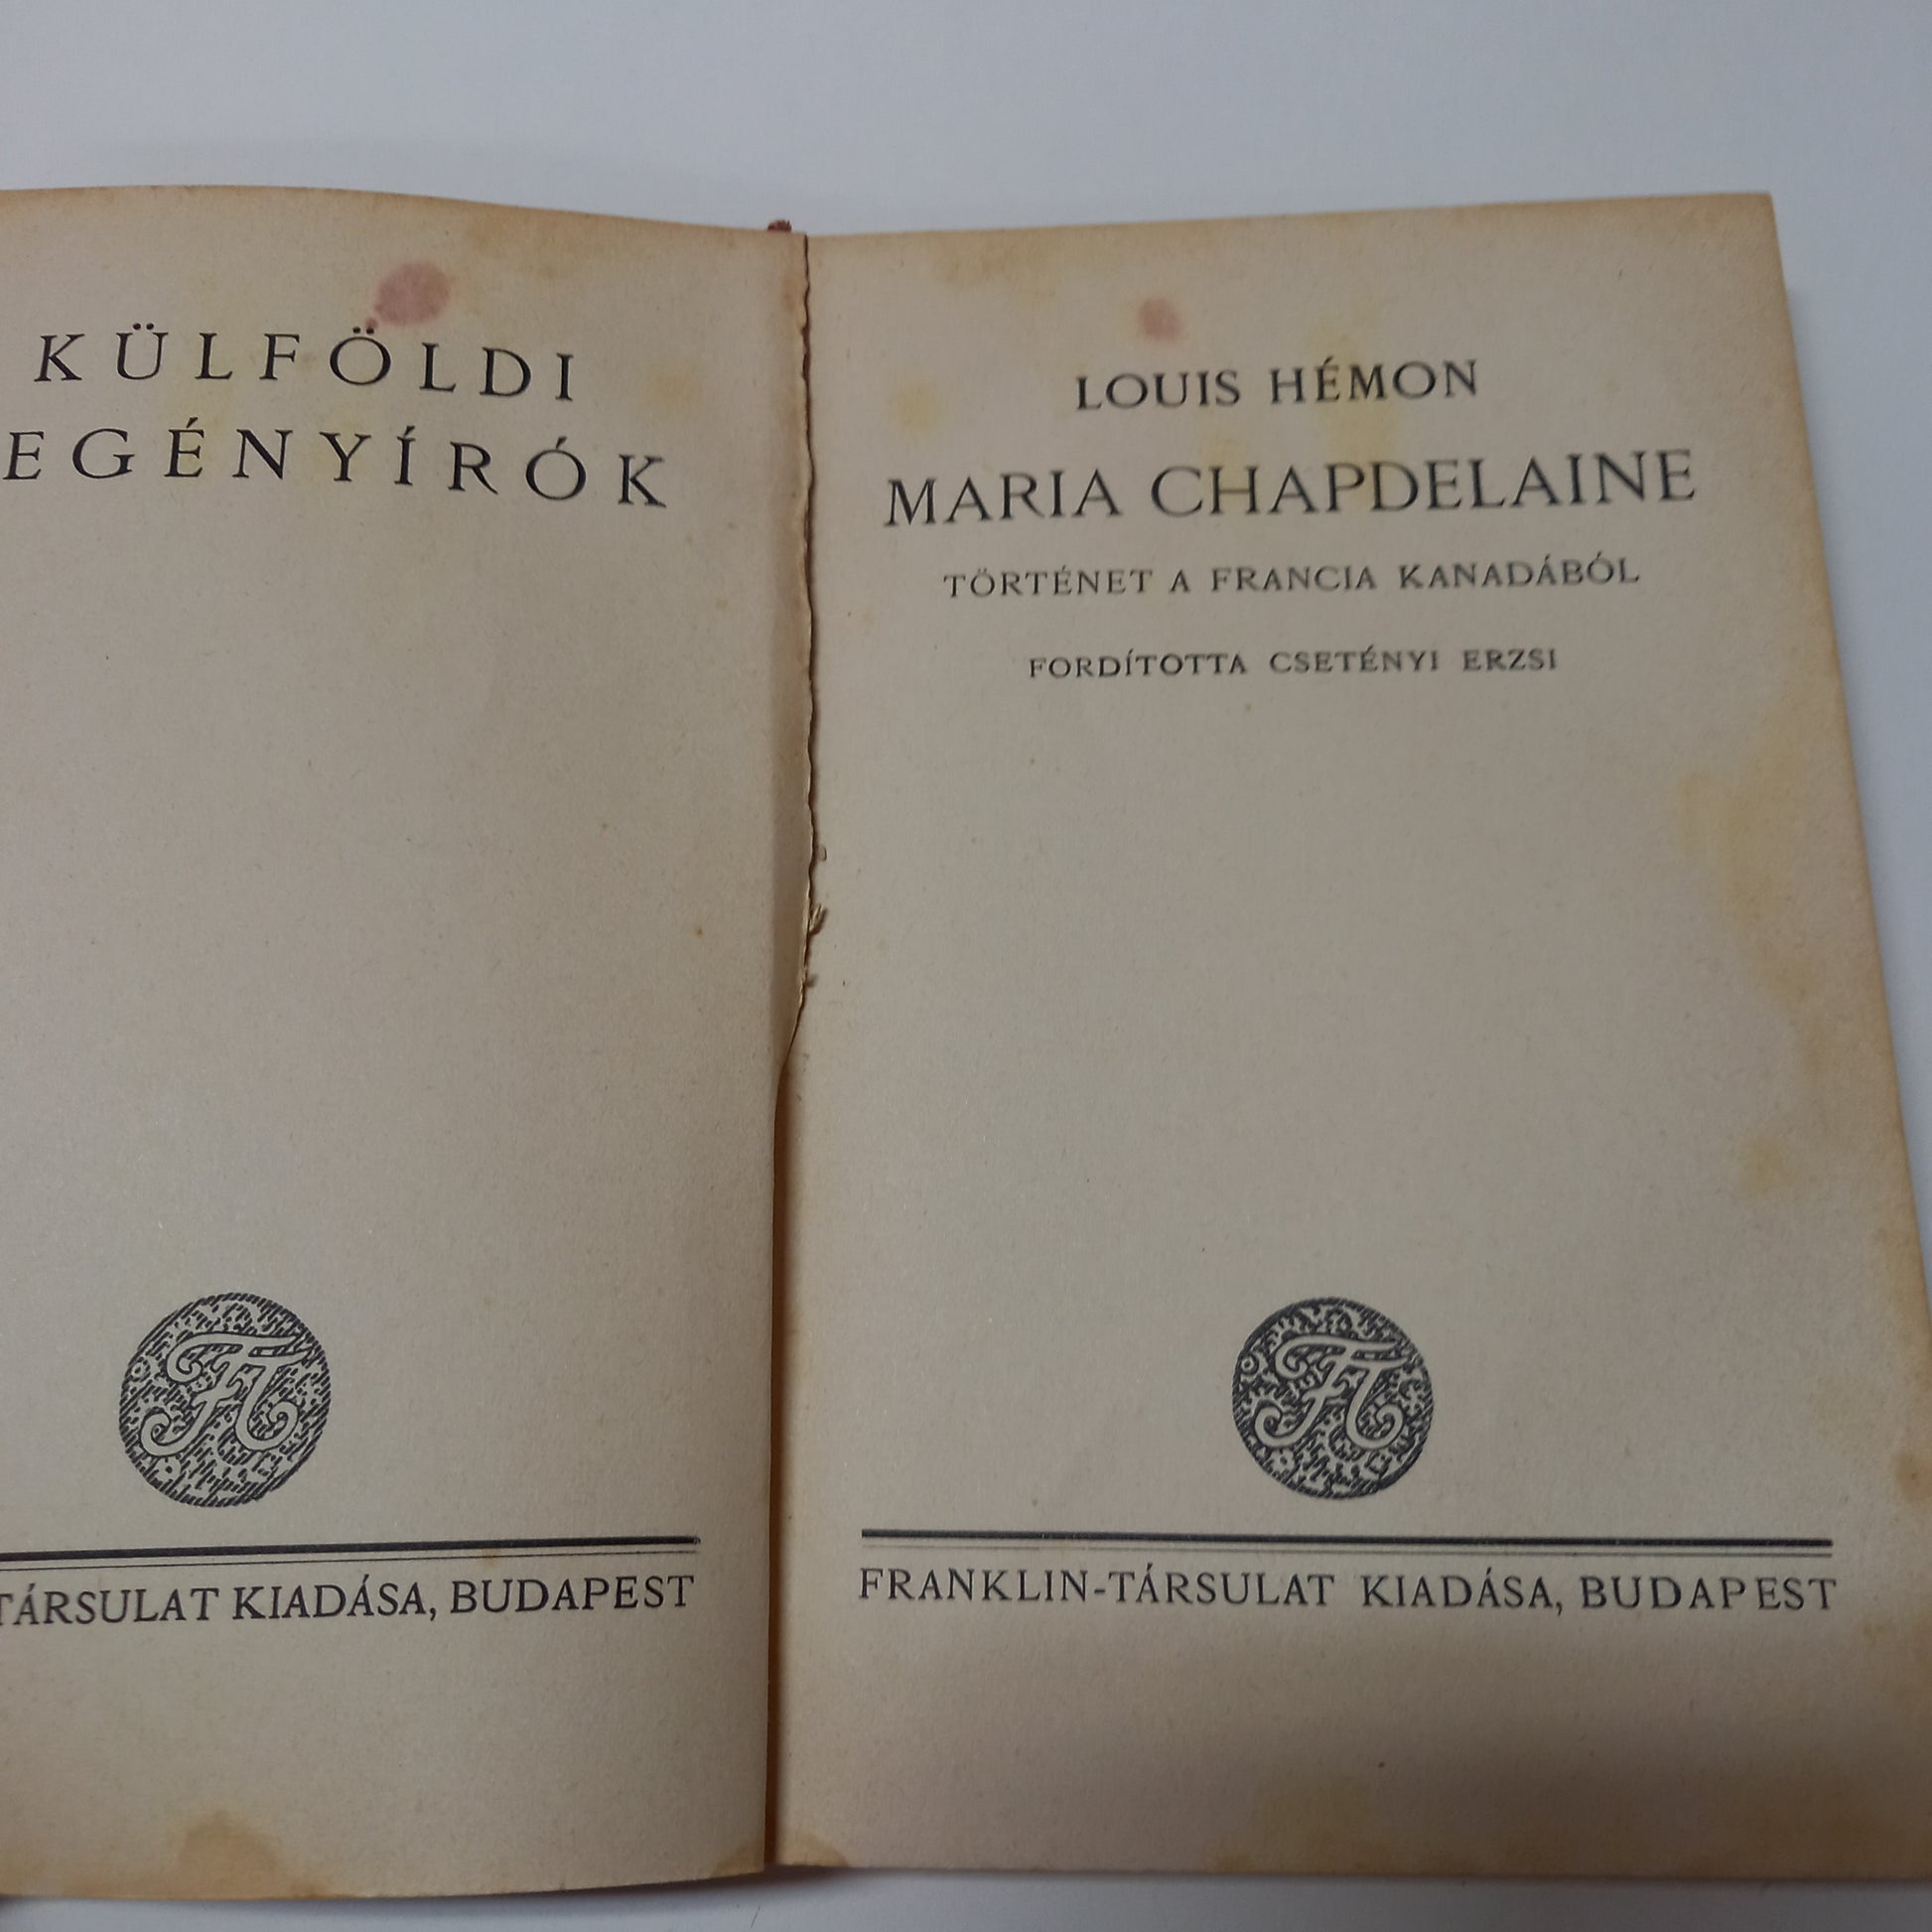 KÜLFÖLDI
EGÉNYÍRÓK
TÁRSULAT KIADÁSA, BUDAPEST
LOUIS HÉMON
MARIA CHAPDELAINE
TÖRTÉNET A FRANCIA KANADÁBÓL
FORDÍTOTTA CSETÉNYI ERZSI
FRANKLIN-TÁRSULAT KIADÁSA, BUDAPEST